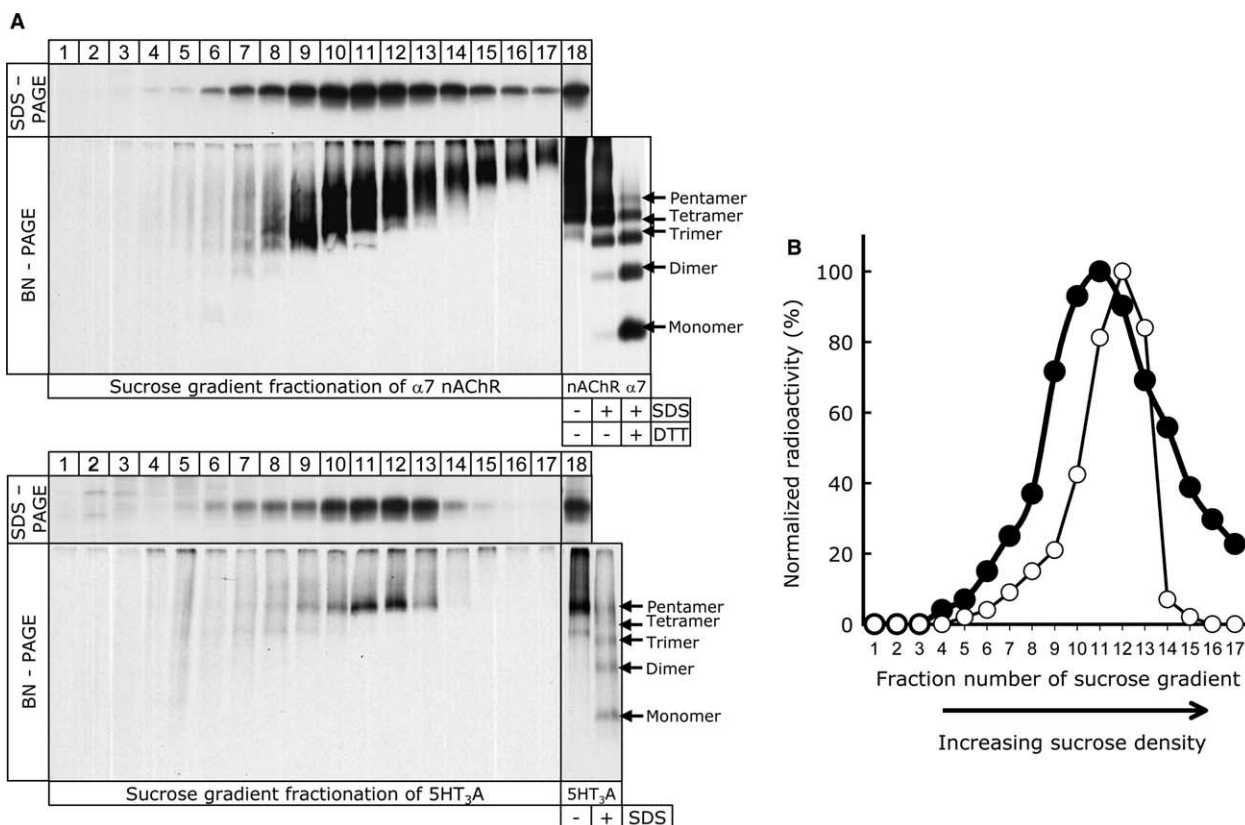 A
1 2 3 4 5 6 7 8 9 10 11 12 13 14 15 16 17 18
SDS – PAGE
BN - PAGE
Pentamer
Tetramer
Trimer
Dimer
Monomer
Sucrose gradient fractionation of α7 nAChR
nAChR α7
- + + SDS
- - + DTT
1 2 3 4 5 6 7 8 9 10 11 12 13 14 15 16 17 18
SDS – PAGE
BN - PAGE
Pentamer
Tetramer
Trimer
Dimer
Monomer
Sucrose gradient fractionation of 5HT₃A
5HT₃A
- + SDS
B
Normalized radioactivity (%)
100
80
60
40
20
0
1 2 3 4 5 6 7 8 9 10 11 12 13 14 15 16 17
Fraction number of sucrose gradient
Increasing sucrose density